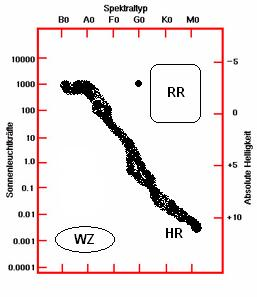 Spektraltyp
B0 A0 F0 G0 K0 M0
Sonnenleuchtkräfte
10000
1000
100
10
1.0
0.1
0.01
0.001
0.0001
Absolute Helligkeit
-5
0
+5
+10
RR
WZ
HR